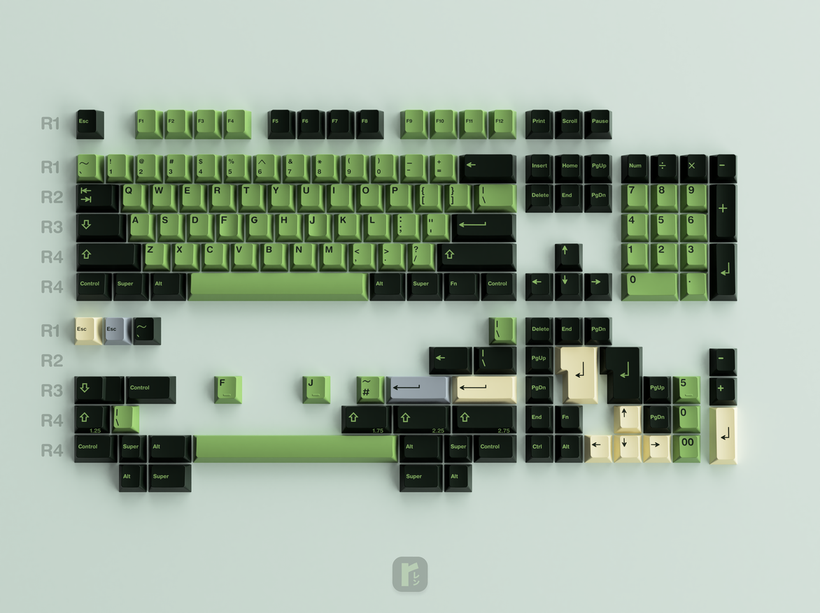 R1 Esc F1 F2 F3 F4 F5 F6 F7 F8 F9 F10 F11 F12 Print Scroll Pause
R1 ~ ` ! 1 @ 2 # 3 $ 4 % 5 ^ 6 & 7 * 8 ( 9 ) 0 _ - + = ← Insert Home PgUp Num ÷ × -
R2 Q W E R T Y U I O P { [ } ] | \ Delete End PgDn 7 8 9 +
R3 A S D F G H J K L : ; " ' 4 5 6
R4 Z X C V B N M < , > . ? / ↑ 1 2 3
R4 Control Super Alt Alt Super Fn Control ← ↓ → 0 .
R1 Esc Esc ~ ` | \ Delete End PgDn
R2 ← | \ PgUp -
R3 Control F J ~ # PgDn PgUp 5 +
R4 1.25 | \ 1.75 2.25 2.75 End Fn ↑ PgDn 0
R4 Control Super Alt Alt Super Control Ctrl Alt ← ↓ → 00
Alt Super Super Alt
r レン